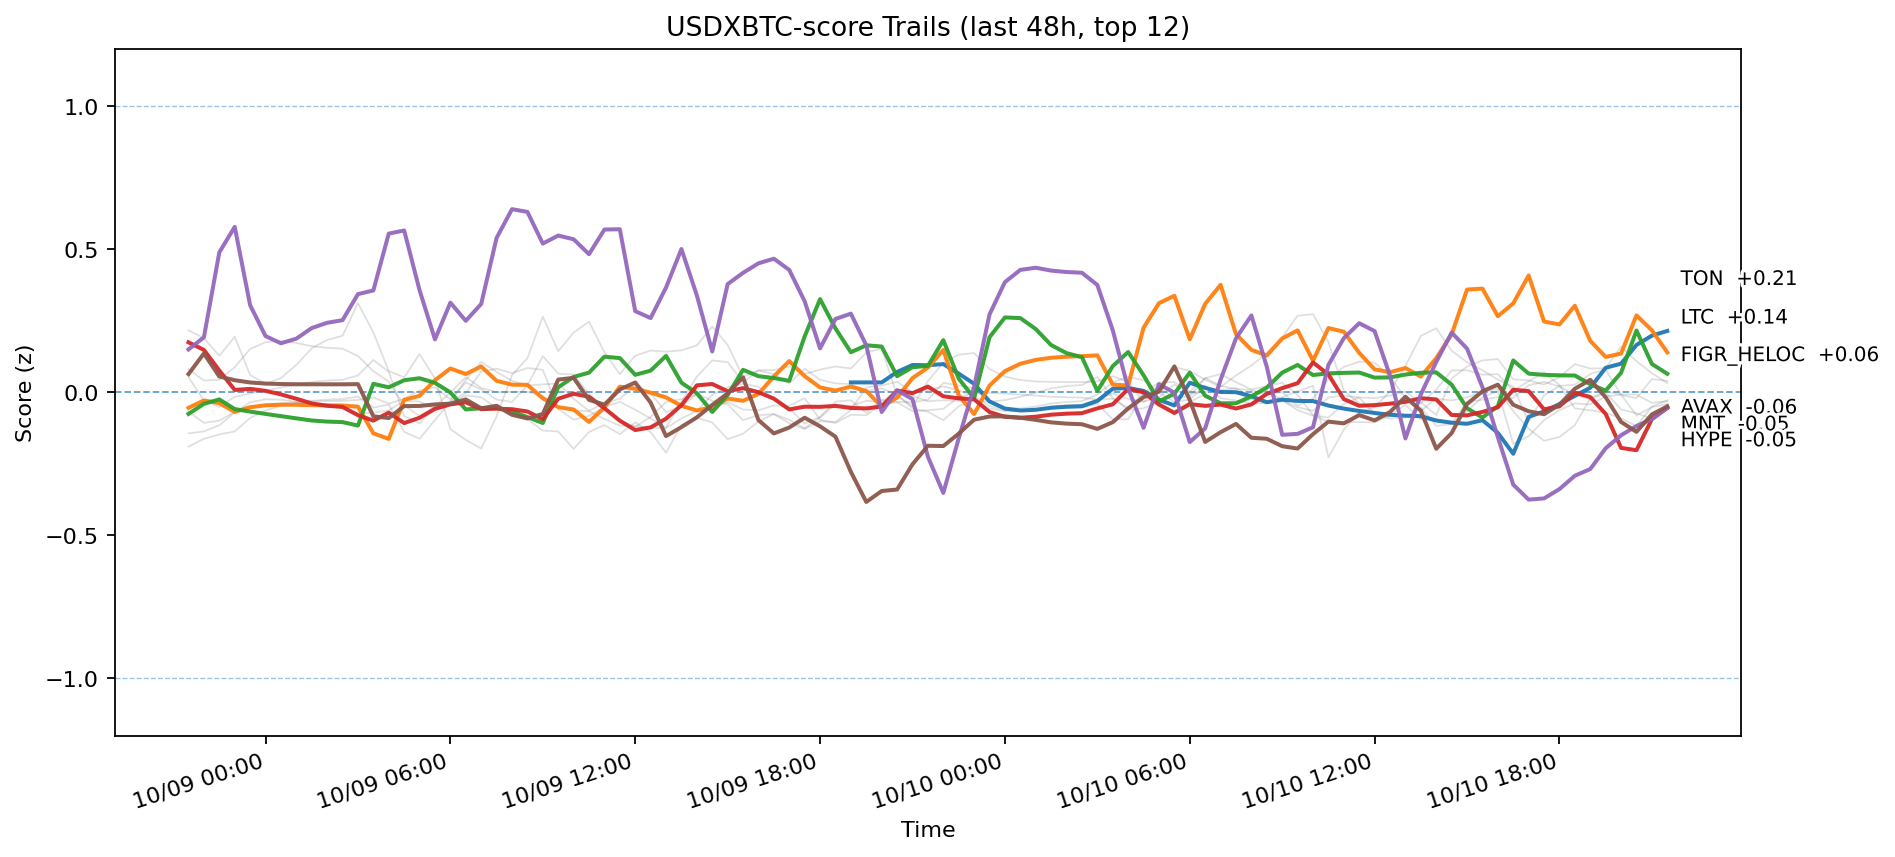 USDXBTC-score Trails (last 48h, top 12)
Score (z)
1.0
0.5
0.0
−0.5
−1.0
TON +0.21
LTC +0.14
FIGR_HELOC +0.06
AVAX -0.06
MNT -0.05
HYPE -0.05
10/09 00:00
10/09 06:00
10/09 12:00
10/09 18:00
10/10 00:00
10/10 06:00
10/10 12:00
10/10 18:00
Time